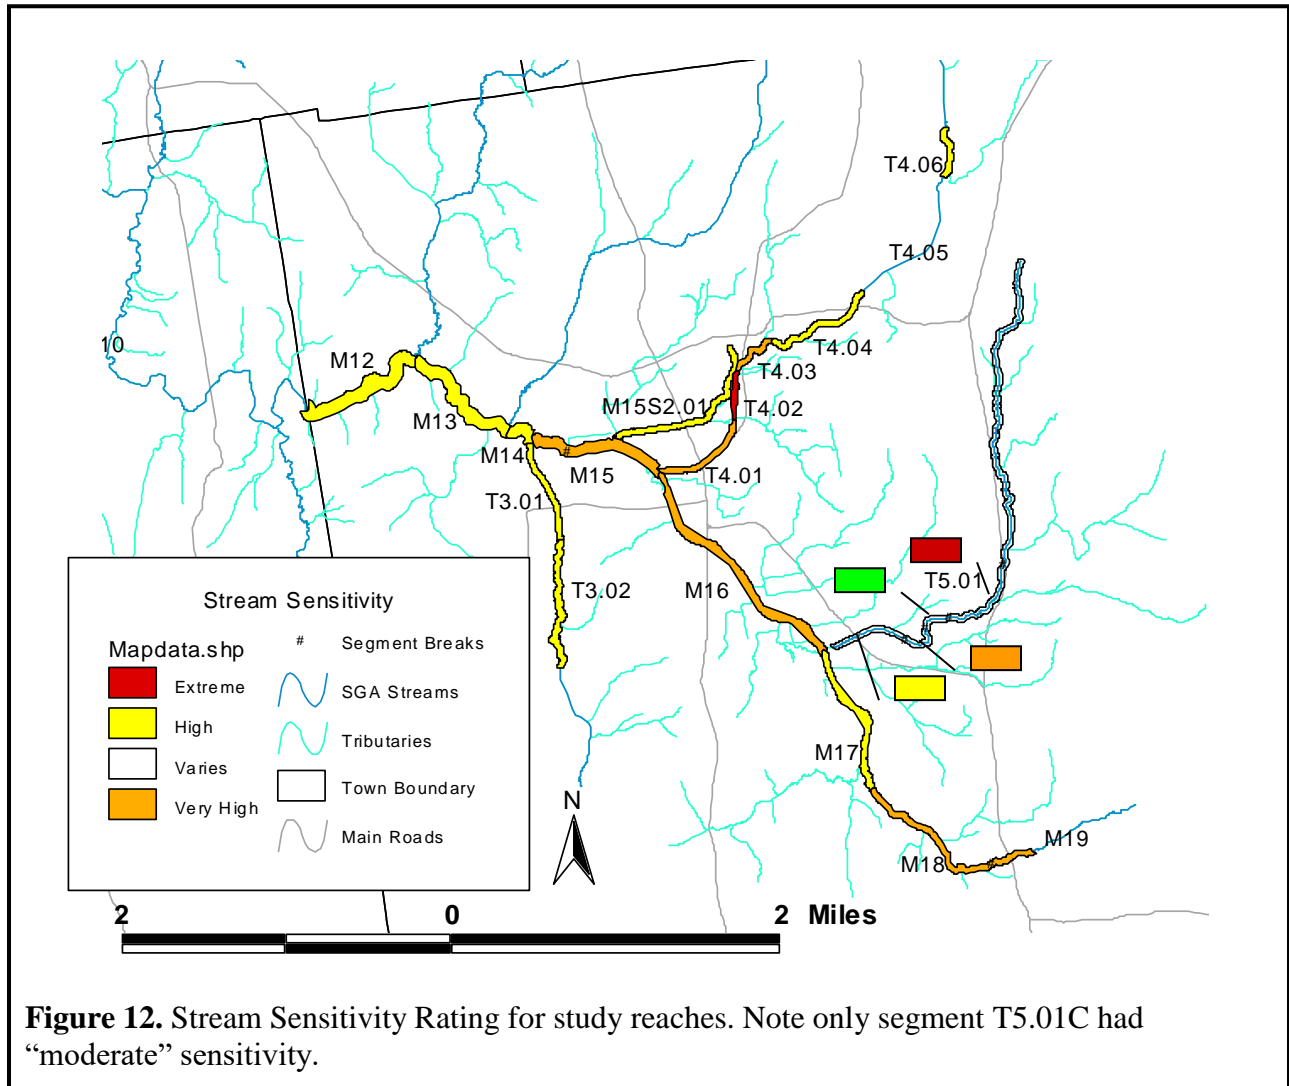 T4.06
T4.05
10
M12
T4.04
T4.03
M13
M15S2.01
T4.02
M14
M15
T4.01
T3.01
T5.01
T3.02
M16
Stream Sensitivity
Mapdata.shp
Extreme
High
Varies
Very High
# Segment Breaks
SGA Streams
Tributaries
Town Boundary
Main Roads
#
M17
N
M19
M18
2 0 2 Miles
Figure 12. Stream Sensitivity Rating for study reaches. Note only segment T5.01C had
“moderate” sensitivity.